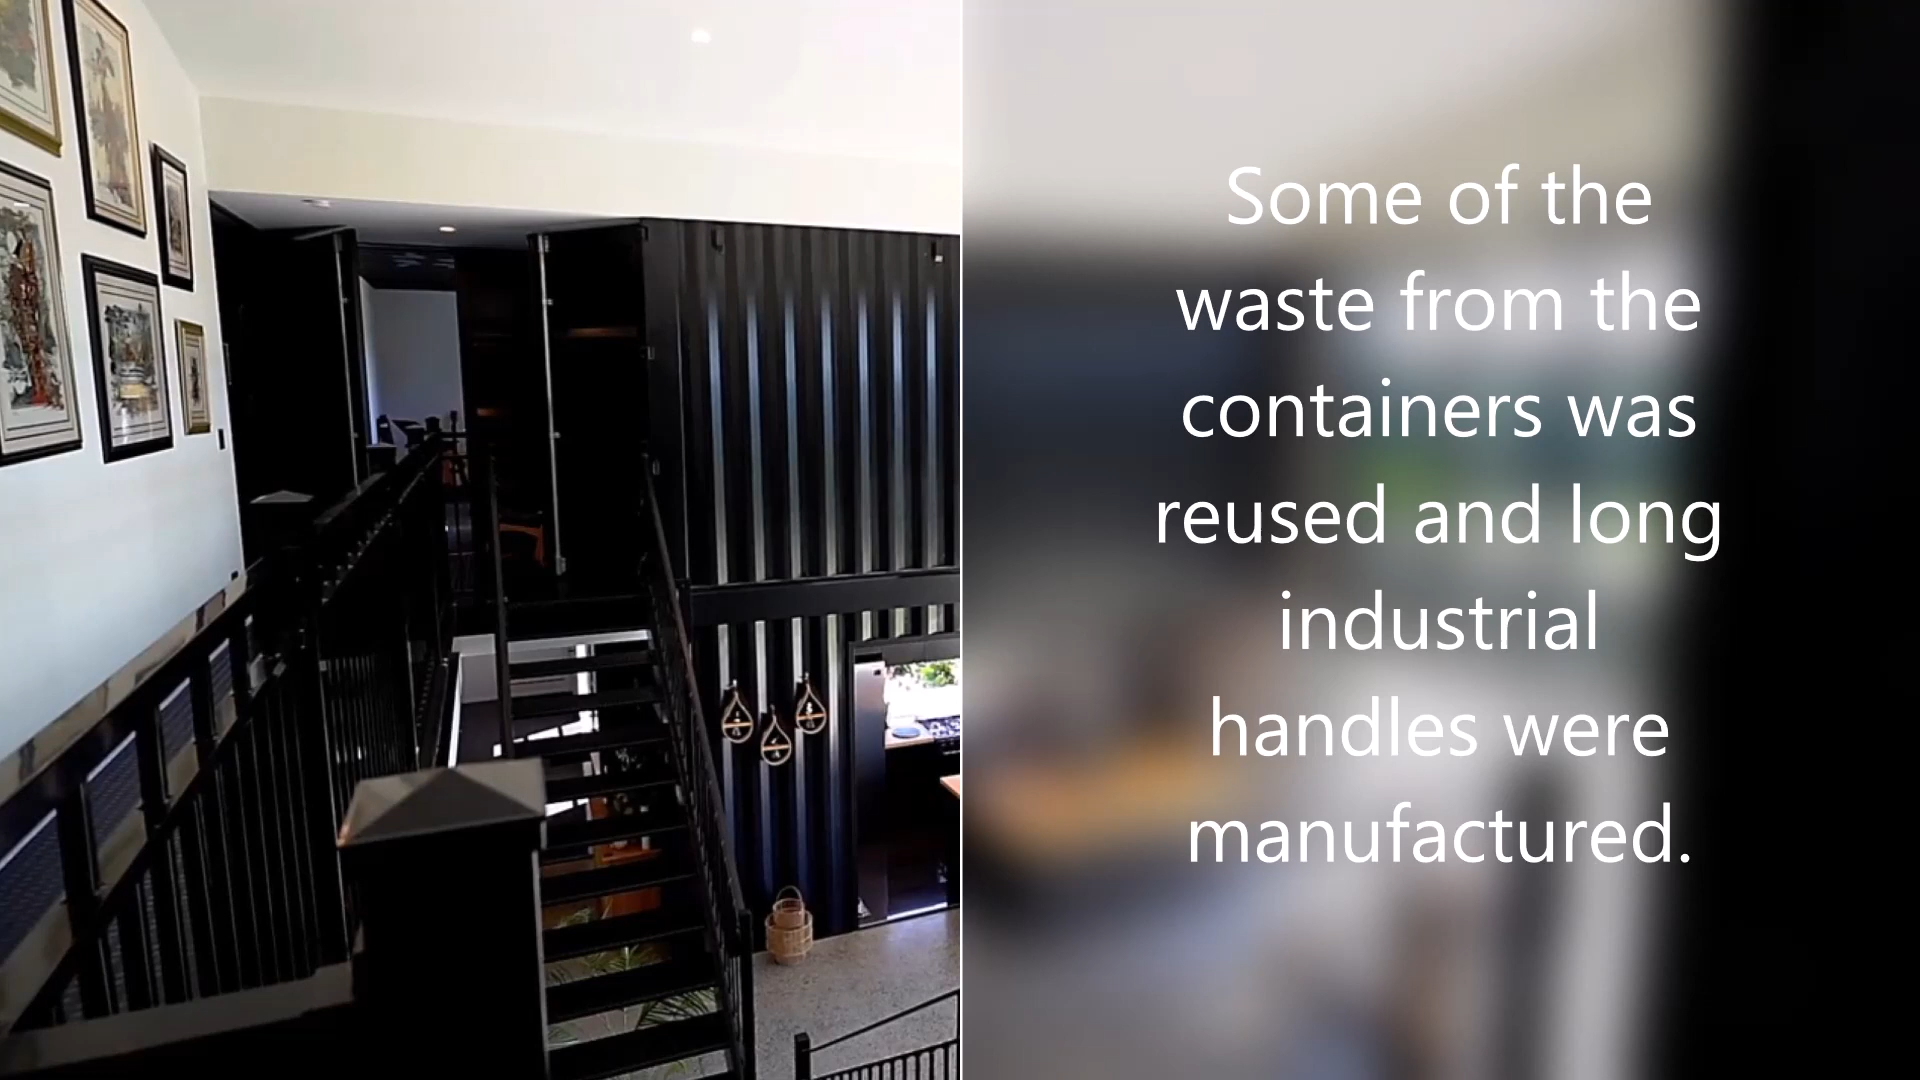 Some of the
waste from the
containers was
reused and long
industrial
handles were
manufactured.